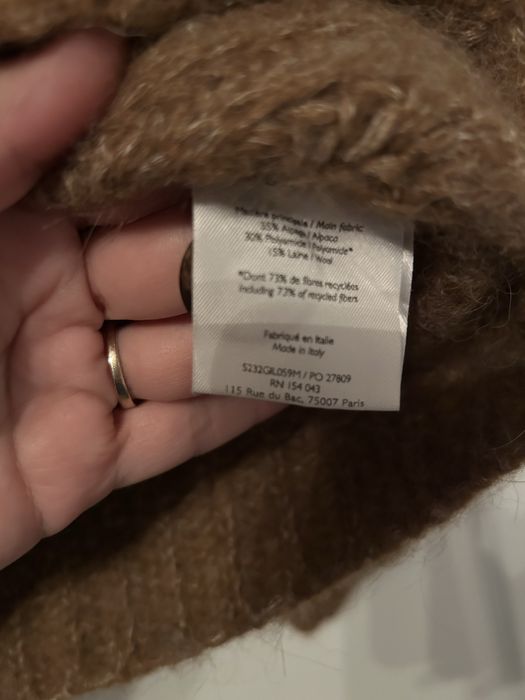 Matière principale / Main fabric
55% Alpaga / Alpaca
30% Polyamide / Polyamide*
15% Laine / Wool
*Dont 73% de fibres recyclées
Including 73% of recycled fibers
Fabriqué en Italie
Made in Italy
S232GIL059M / PO 27809
RN 154 043
115 Rue du Bac, 75007 Paris